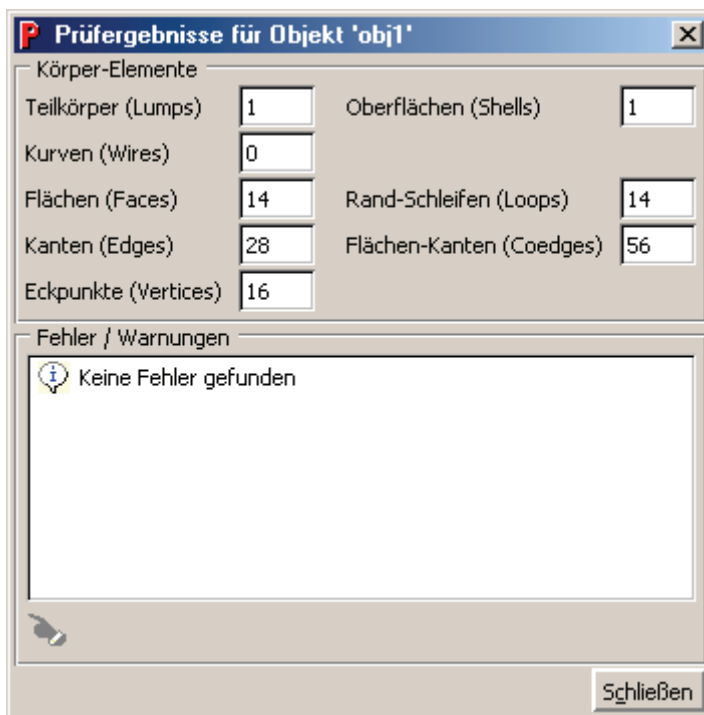 Prüfergebnisse für Objekt 'obj1'
Körper-Elemente
Teilkörper (Lumps) 1 Oberflächen (Shells) 1
Kurven (Wires) 0
Flächen (Faces) 14 Rand-Schleifen (Loops) 14
Kanten (Edges) 28 Flächen-Kanten (Coedges) 56
Eckpunkte (Vertices) 16
Fehler / Warnungen
Keine Fehler gefunden
Schließen